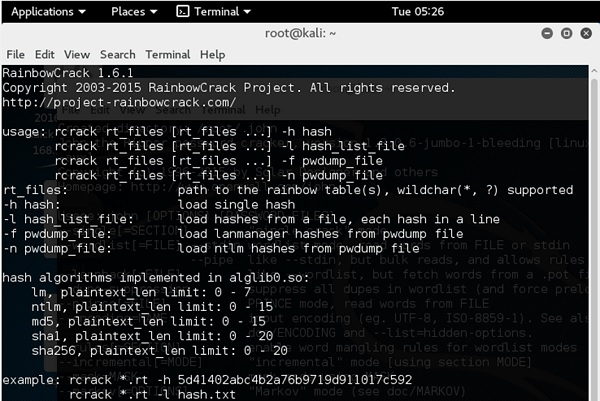 Applications Places Terminal Tue 05:26
root@kali: ~
File Edit View Search Terminal Help
RainbowCrack 1.6.1
Copyright 2003-2015 RainbowCrack Project. All rights reserved.
http://project-rainbowcrack.com/
usage: rcrack rt_files [rt_files ...] -h hash
rcrack rt_files [rt_files ...] -l hash_list_file
rcrack rt_files [rt_files ...] -f pwdump_file
rcrack rt_files [rt_files ...] -n pwdump_file
rt_files: path to the rainbow table(s), wildchar(*, ?) supported
-h hash: load single hash
-l hash_list_file: load hashes from a file, each hash in a line
-f pwdump_file: load lanmanager hashes from pwdump file
-n pwdump_file: load ntlm hashes from pwdump file
hash algorithms implemented in alglib0.so:
lm, plaintext_len limit: 0 - 7
ntlm, plaintext_len limit: 0 - 15
md5, plaintext_len limit: 0 - 15
sha1, plaintext_len limit: 0 - 20
sha256, plaintext_len limit: 0 - 20
example: rcrack *.rt -h 5d41402abc4b2a76b9719d911017c592
rcrack *.rt -l hash.txt